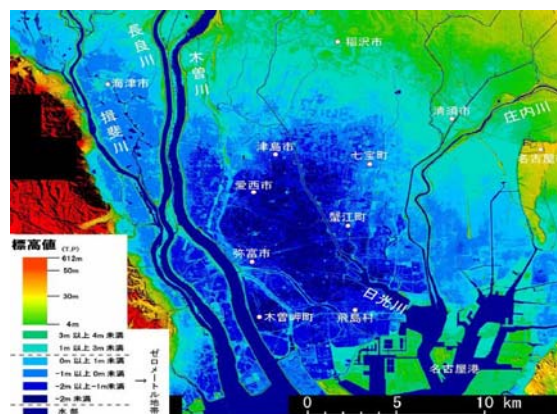 長良川
木曽川
稲沢市
海津市
揖斐川
清須市
庄内川
津島市
七宝町
名古屋
愛西市
蟹江町
弥富市
日光川
木曽岬町
飛島村
名古屋港
標高値 (T.P)
612m
50m
30m
4m
3m 以上 4m 未満
1m 以上 3m 未満
0m 以上 1m 未満
-1m 以上 0m 未満
-2m 以上 -1m未満
-2m 未満
水部
ゼロメートル地帯
0 5 10 km